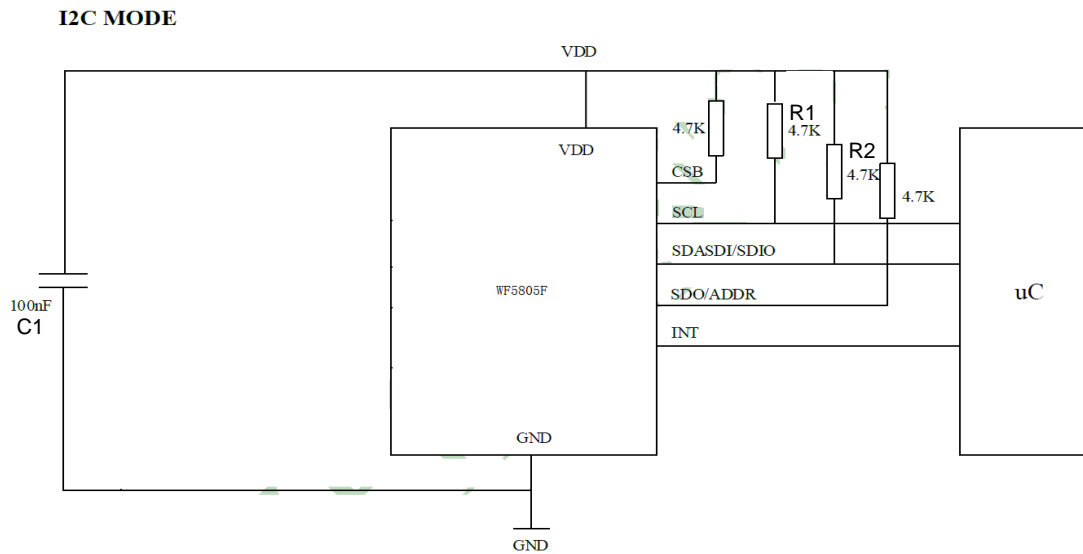 I2C MODE
VDD
VDD
4.7K
R1
4.7K
R2
4.7K
4.7K
CSB
SCL
SDASDI/SDIO
SDO/ADDR
INT
WF5805F
uC
100nF
C1
GND
GND